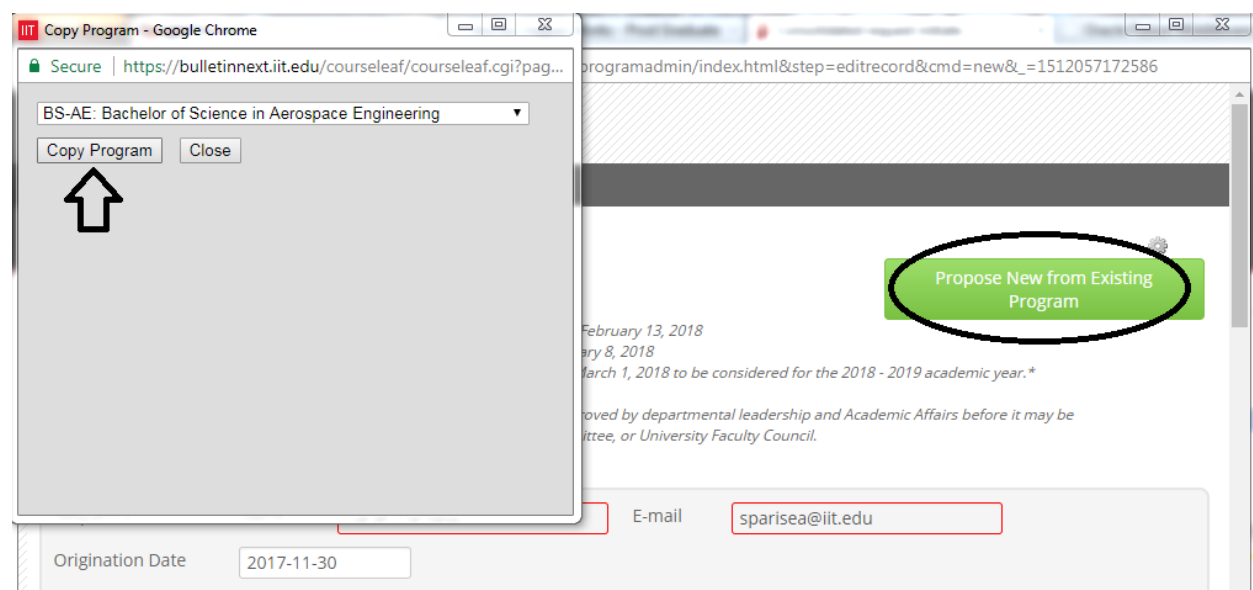 IIT Copy Program - Google Chrome
Secure | https://bulletinnext.iit.edu/courseleaf/courseleaf.cgi?pag...
programadmin/index.html&step=editrecord&cmd=new&_=1512057172586
BS-AE: Bachelor of Science in Aerospace Engineering
Copy Program Close
Propose New from Existing
Program
February 13, 2018
ary 8, 2018
March 1, 2018 to be considered for the 2018 - 2019 academic year.*
roved by departmental leadership and Academic Affairs before it may be
ittee, or University Faculty Council.
E-mail sparisea@iit.edu
Origination Date 2017-11-30